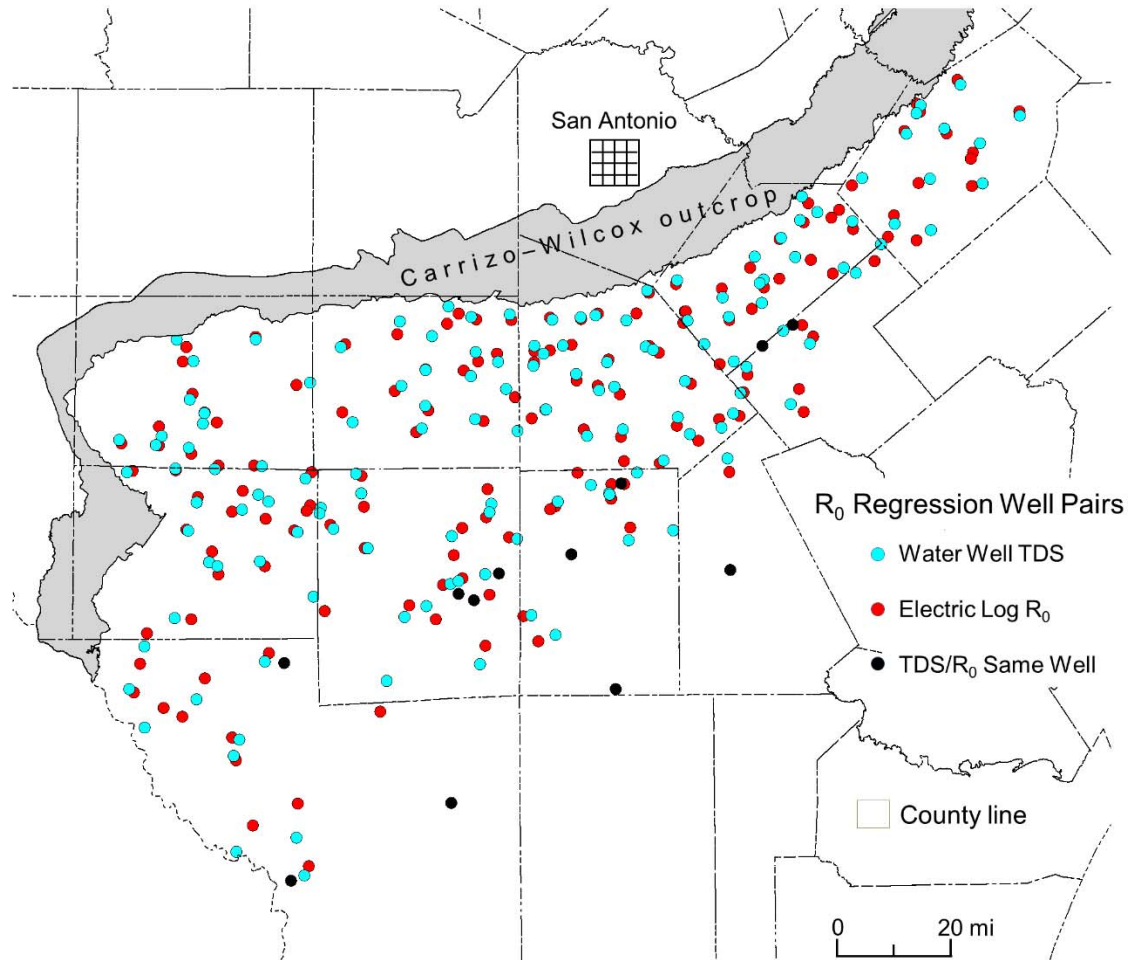 San Antonio
Carrizo–Wilcox outcrop
R₀ Regression Well Pairs
Water Well TDS
Electric Log R₀
TDS/R₀ Same Well
County line
0 20 mi